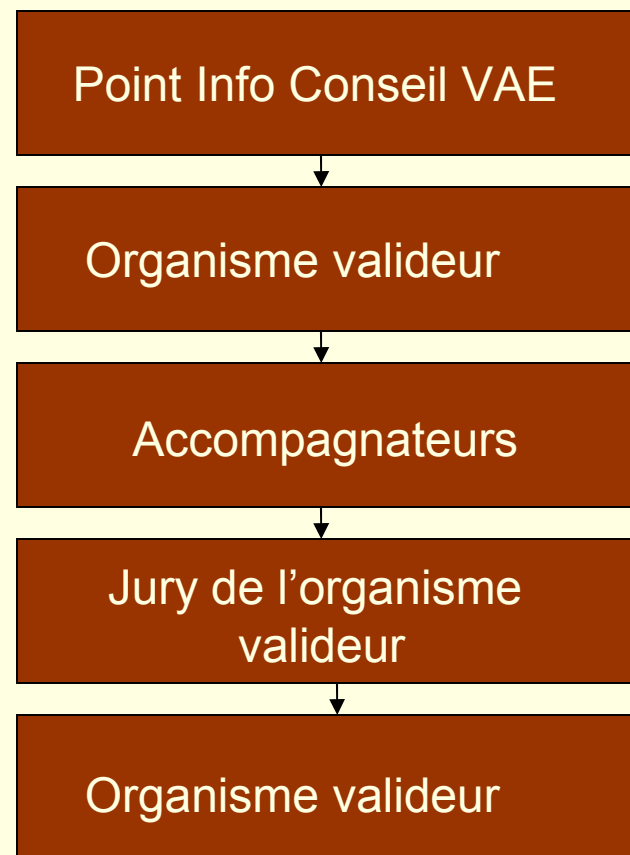 Point Info Conseil VAE
Organisme valideur
Accompagnateurs
Jury de l’organisme
valideur
Organisme valideur